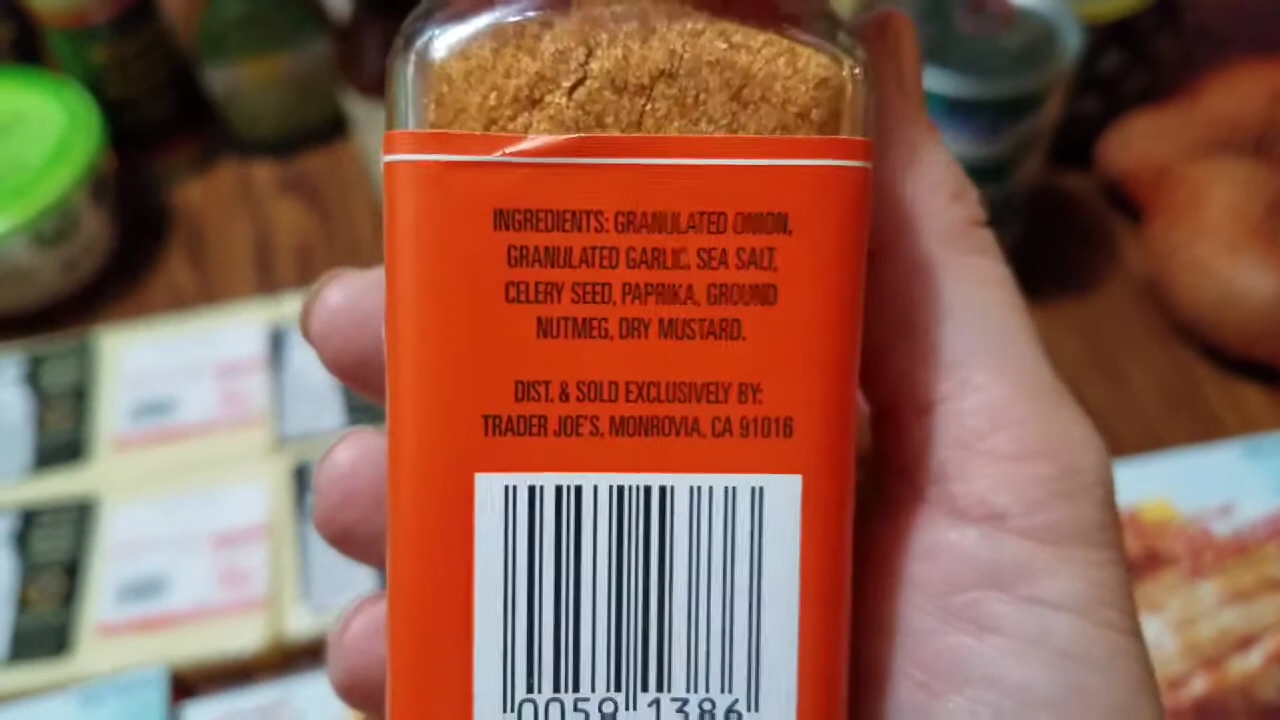 INGREDIENTS: GRANULATED ONION,
GRANULATED GARLIC, SEA SALT,
CELERY SEED, PAPRIKA, GROUND
NUTMEG, DRY MUSTARD.
DIST. & SOLD EXCLUSIVELY BY:
TRADER JOE'S, MONROVIA, CA 91016
0059 1386